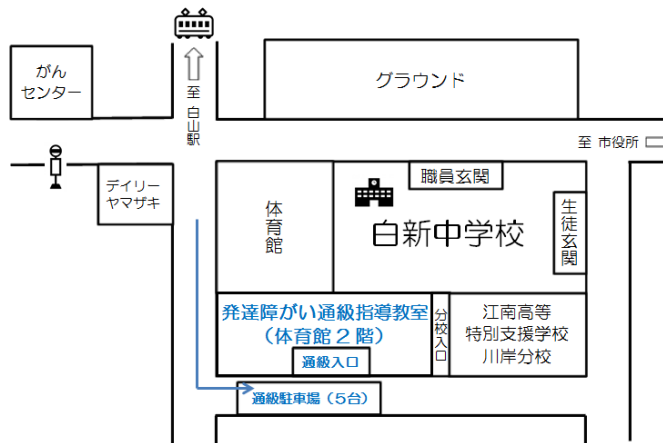 がん
センター
至 白山駅
グラウンド
至 市役所
デイリー
ヤマザキ
体育館
職員玄関
白新中学校
生徒玄関
発達障がい通級指導教室
（体育館２階）
通級入口
分校入口
江南高等
特別支援学校
川岸分校
通級駐車場（５台）